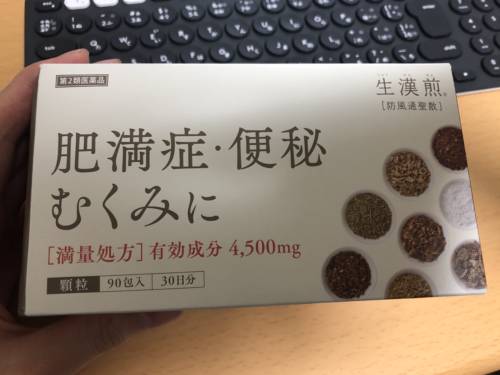 第2類医薬品
生漢煎®
[防風通聖散]
肥満症・便秘
むくみに
[満量処方]有効成分 4,500mg
顆粒 90包入 30日分